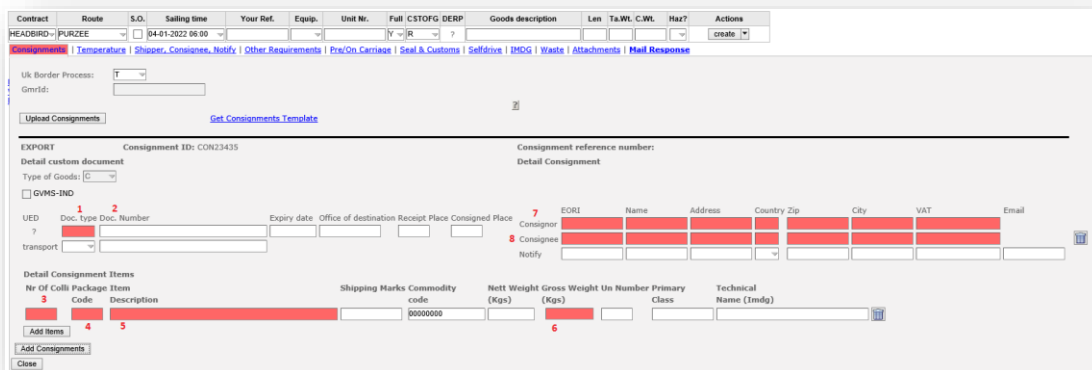 Contract Route S.O. Sailing time Your Ref. Equip. Unit Nr. Full CSTOFG DERP Goods description Len Ta.Wt. C.Wt. Haz? Actions
HEADBIRD PURZEE 04-01-2022 06:00 Y R ? create
Consignments | Temperature | Shipper, Consignee, Notify | Other Requirements | Pre/On Carriage | Seal & Customs | Selfdrive | IMDG | Waste | Attachments | Mail Response
Uk Border Process: T
GmrId:
?
Upload Consignments Get Consignments Template
EXPORT Consignment ID: CON23435 Consignment reference number:
Detail custom document Detail Consignment
Type of Goods: C
GVMS-IND
1 2
UED Doc. type Doc. Number Expiry date Office of destination Receipt Place Consigned Place
?
transport
7 EORI Name Address Country Zip City VAT Email
Consignor
8 Consignee
Notify
Detail Consignment Items
Nr Of Colli Package Item Shipping Marks Commodity Nett Weight Gross Weight Un Number Primary Technical
3 Code Description code (Kgs) (Kgs) Class Name (Imdg)
00000000
4 5 6
Add Items
Add Consignments
Close